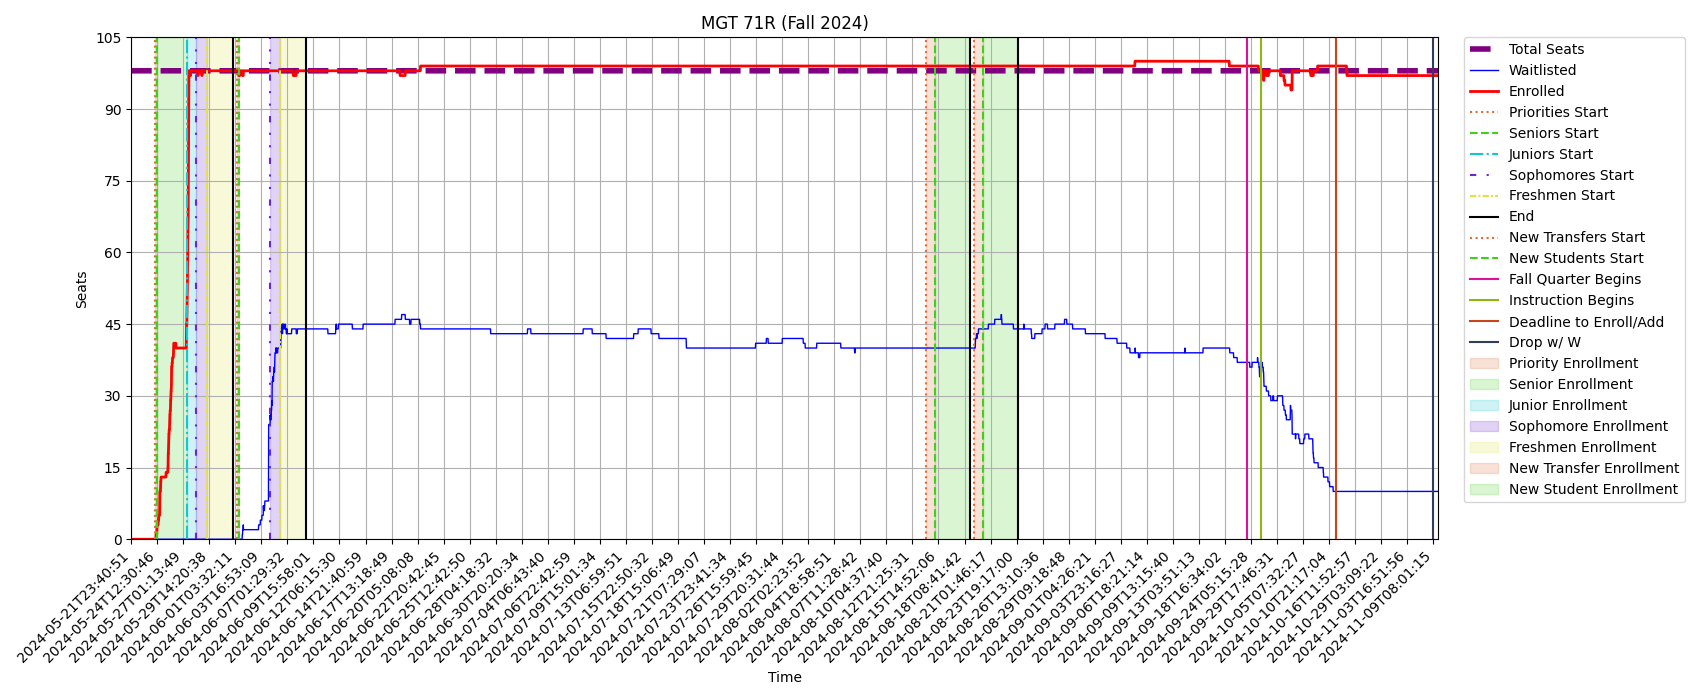 MGT 71R (Fall 2024)
105
90
75
60
45
30
15
0
Seats
2024-05-21T23:40:51
2024-05-24T12:30:46
2024-05-27T01:13:49
2024-05-29T14:20:38
2024-06-01T03:32:11
2024-06-03T16:53:09
2024-06-07T01:29:32
2024-06-09T15:58:01
2024-06-12T06:15:30
2024-06-14T21:40:59
2024-06-17T13:18:49
2024-06-20T05:08:08
2024-06-22T20:42:45
2024-06-25T12:42:50
2024-06-28T04:18:32
2024-06-30T20:20:34
2024-07-04T06:43:40
2024-07-06T22:42:59
2024-07-09T15:01:34
2024-07-13T06:59:51
2024-07-15T22:50:32
2024-07-18T15:06:49
2024-07-21T07:29:07
2024-07-23T23:41:34
2024-07-26T15:59:45
2024-07-29T20:31:44
2024-08-02T02:23:52
2024-08-04T18:58:51
2024-08-07T11:28:42
2024-08-10T04:37:40
2024-08-12T21:25:31
2024-08-15T14:52:06
2024-08-18T08:41:42
2024-08-21T01:46:17
2024-08-23T19:17:00
2024-08-26T13:10:36
2024-08-29T09:18:48
2024-09-01T04:26:21
2024-09-03T23:16:27
2024-09-06T18:21:14
2024-09-09T13:15:40
2024-09-13T03:51:13
2024-09-18T16:34:02
2024-09-24T05:15:28
2024-09-29T17:46:31
2024-10-05T07:32:27
2024-10-10T21:17:04
2024-10-16T11:52:57
2024-10-29T03:09:22
2024-11-03T16:51:56
2024-11-09T08:01:15
Time
Total Seats
Waitlisted
Enrolled
Priorities Start
Seniors Start
Juniors Start
Sophomores Start
Freshmen Start
End
New Transfers Start
New Students Start
Fall Quarter Begins
Instruction Begins
Deadline to Enroll/Add
Drop w/ W
Priority Enrollment
Senior Enrollment
Junior Enrollment
Sophomore Enrollment
Freshmen Enrollment
New Transfer Enrollment
New Student Enrollment